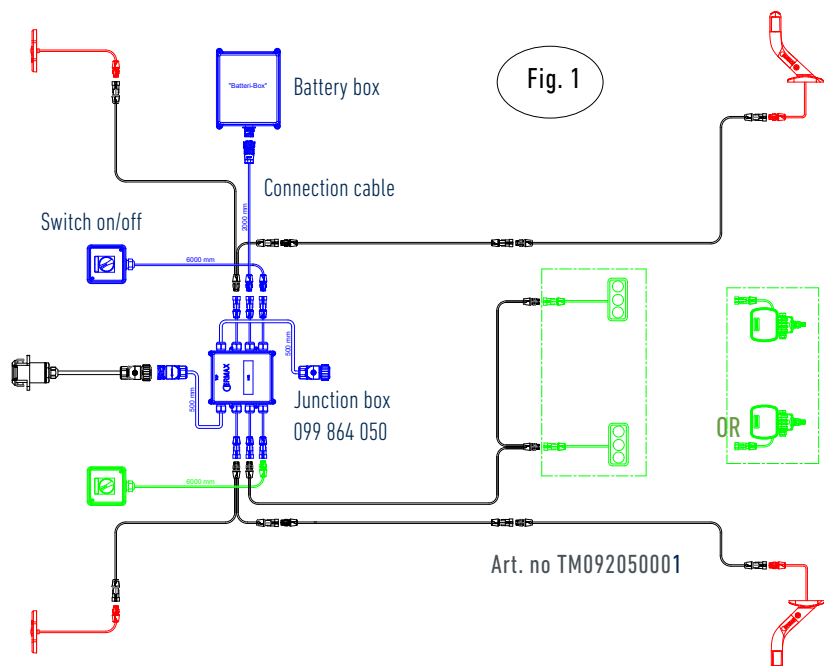 Fig. 1
"Batteri-Box"
Battery box
Connection cable
2000 mm
Switch on/off
6000 mm
500 mm
ERMAX
Junction box
099 864 050
500 mm
OR
6000 mm
Art. no TM092050001